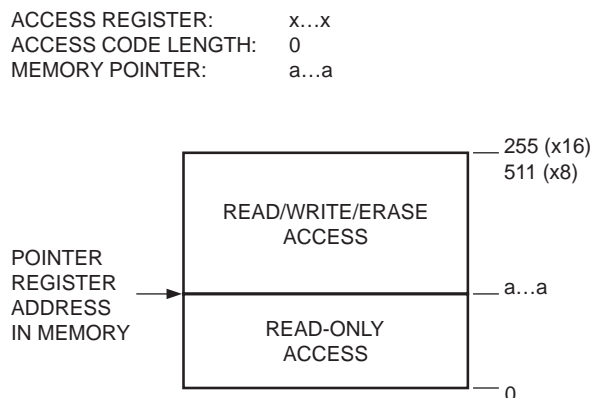 ACCESS REGISTER: x…x
ACCESS CODE LENGTH: 0
MEMORY POINTER: a…a
255 (x16)
511 (x8)
READ/WRITE/ERASE
ACCESS
POINTER
REGISTER
ADDRESS
IN MEMORY
a…a
READ-ONLY
ACCESS
0